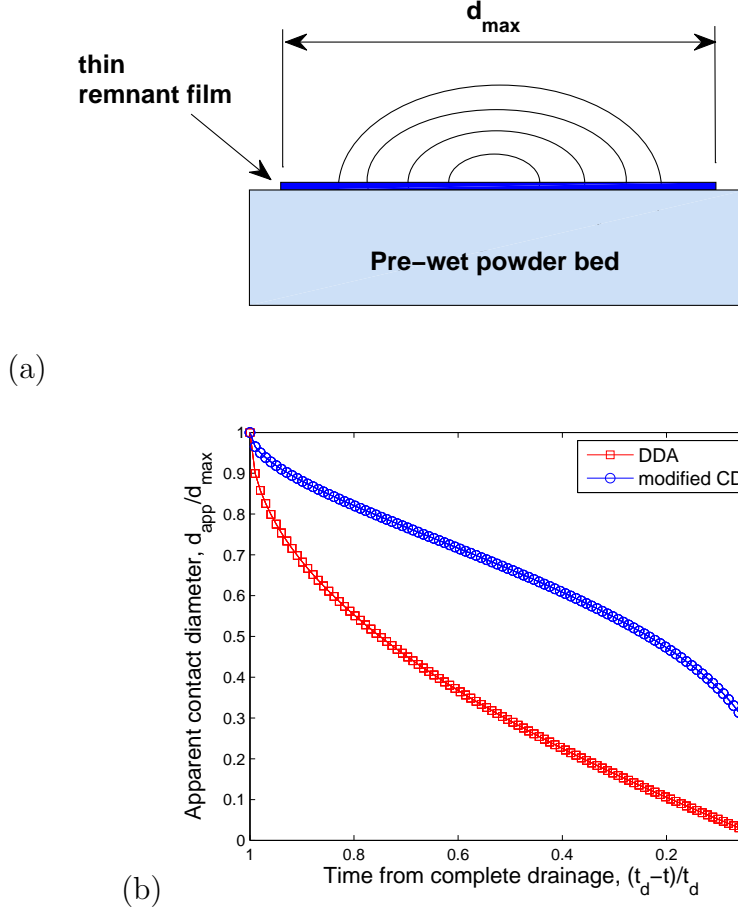 d_max
thin
remnant film
Pre−wet powder bed
(a)
1
0.9
0.8
0.7
0.6
0.5
0.4
0.3
0.2
0.1
0
Apparent contact diameter, d_app/d_max
DDA
modified CD
1
0.8
0.6
0.4
0.2
Time from complete drainage, (t_d−t)/t_d
(b)